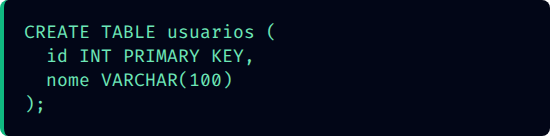 CREATE TABLE usuarios (
  id INT PRIMARY KEY,
  nome VARCHAR(100)
);